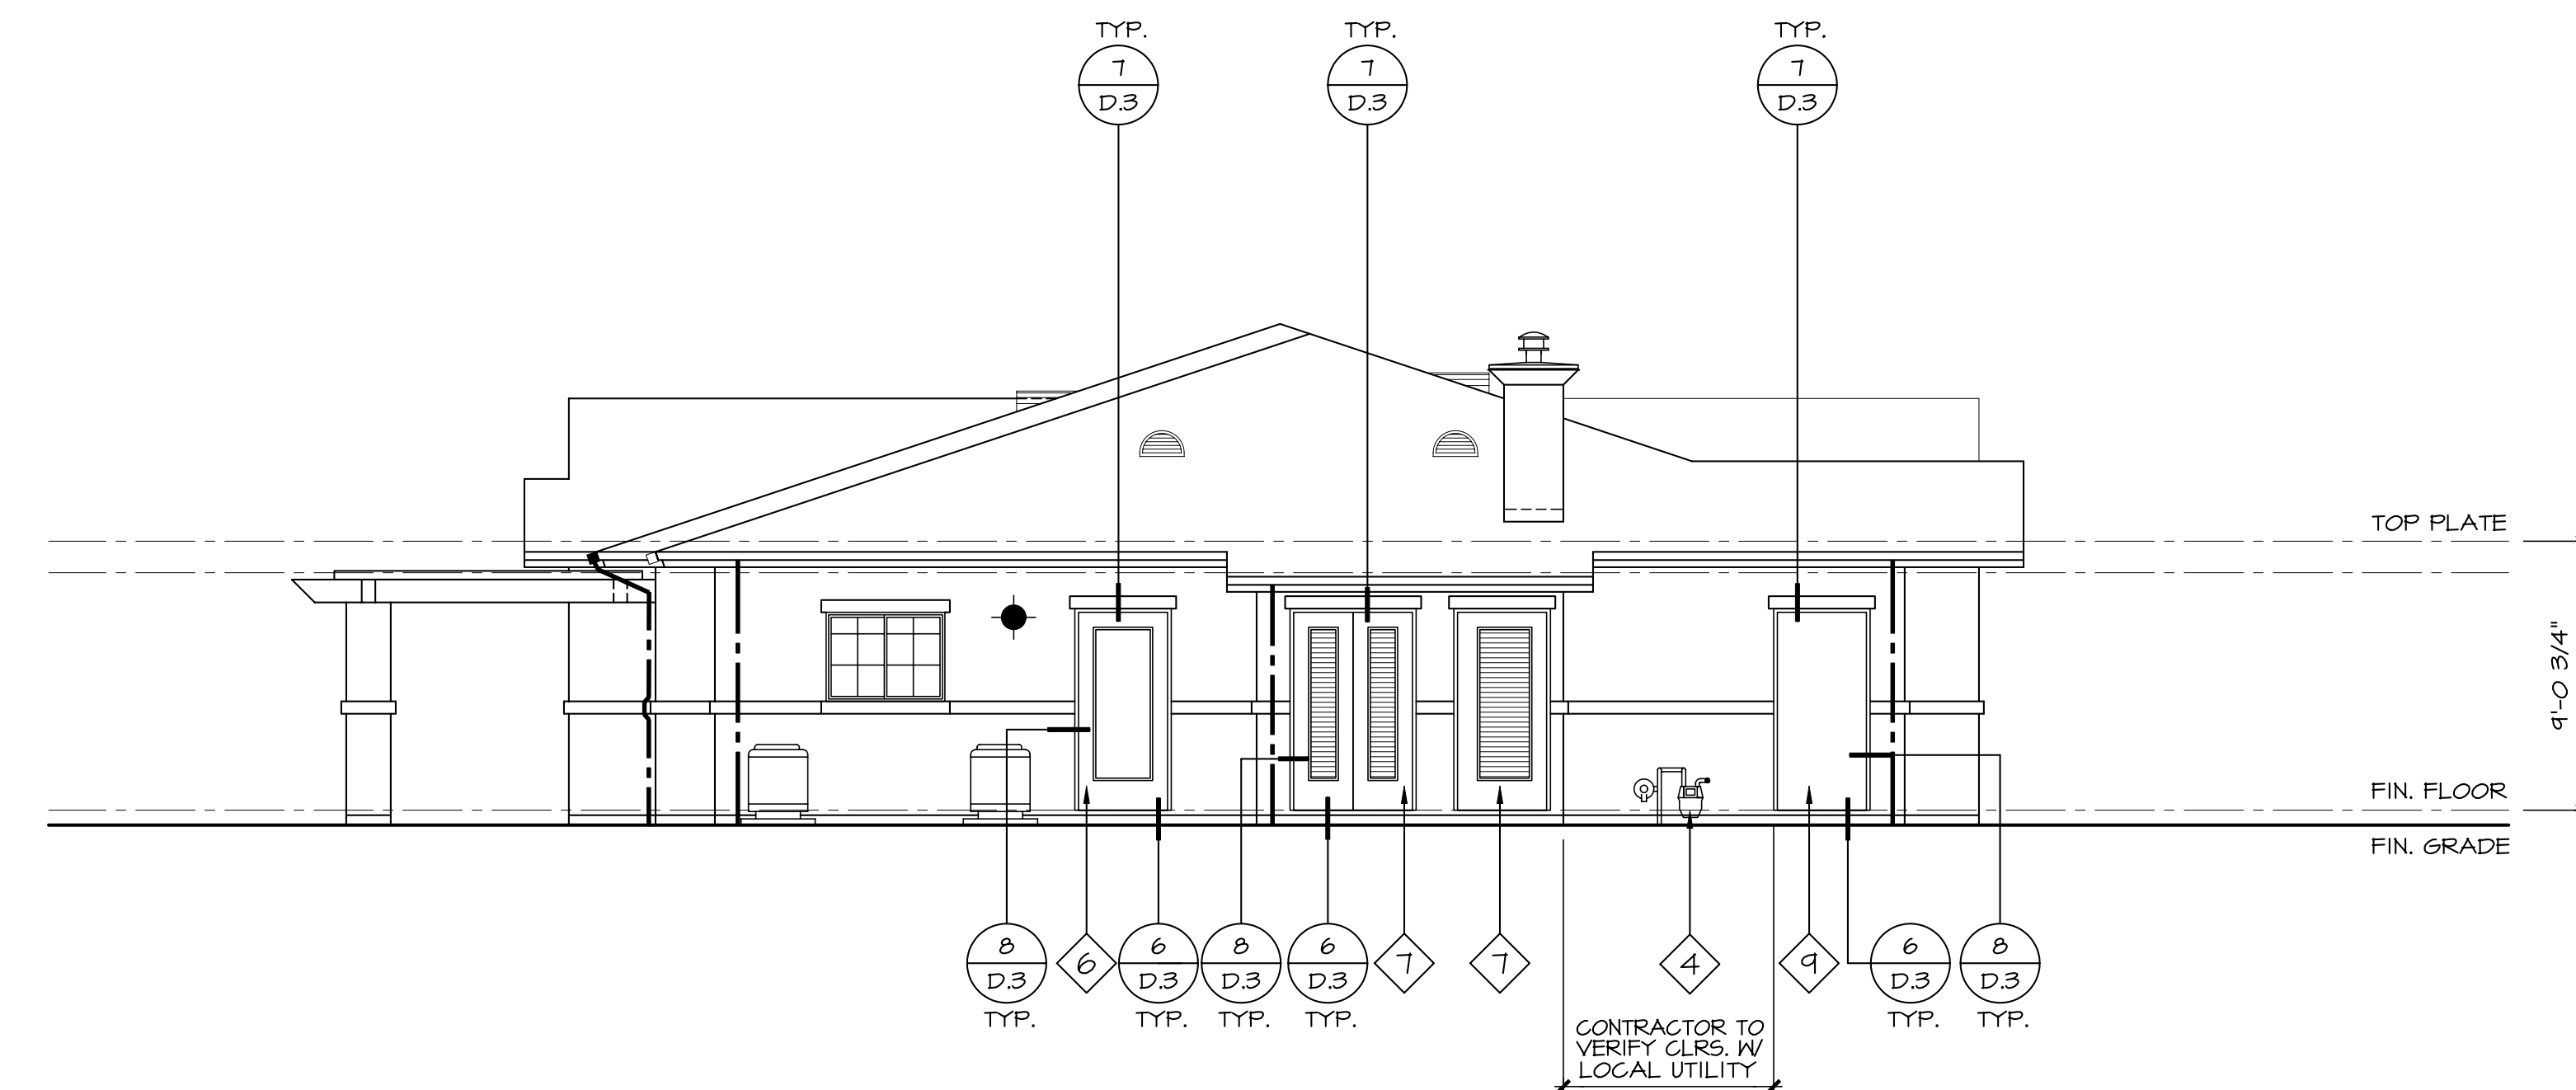 TYP.
7
D.3
TYP.
7
D.3
TYP.
7
D.3
TOP PLATE
9'-0 3/4"
FIN. FLOOR
FIN. GRADE
8
D.3
TYP.
6
6
D.3
TYP.
8
D.3
TYP.
6
D.3
TYP.
7
7
4
9
6
D.3
TYP.
8
D.3
TYP.
CONTRACTOR TO
VERIFY CLRS. W/
LOCAL UTILITY